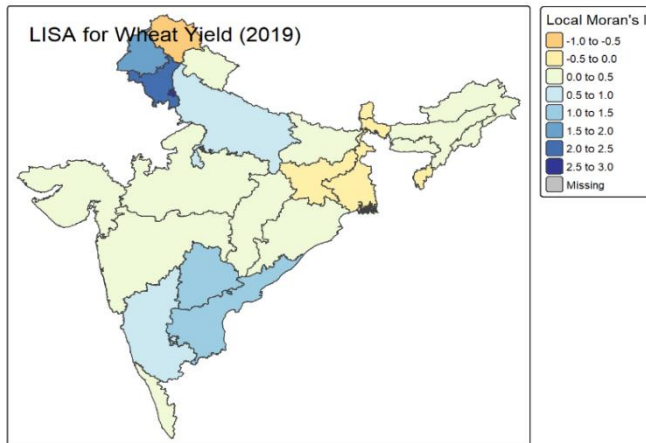 LISA for Wheat Yield (2019)
Local Moran's I
-1.0 to -0.5
-0.5 to 0.0
0.0 to 0.5
0.5 to 1.0
1.0 to 1.5
1.5 to 2.0
2.0 to 2.5
2.5 to 3.0
Missing